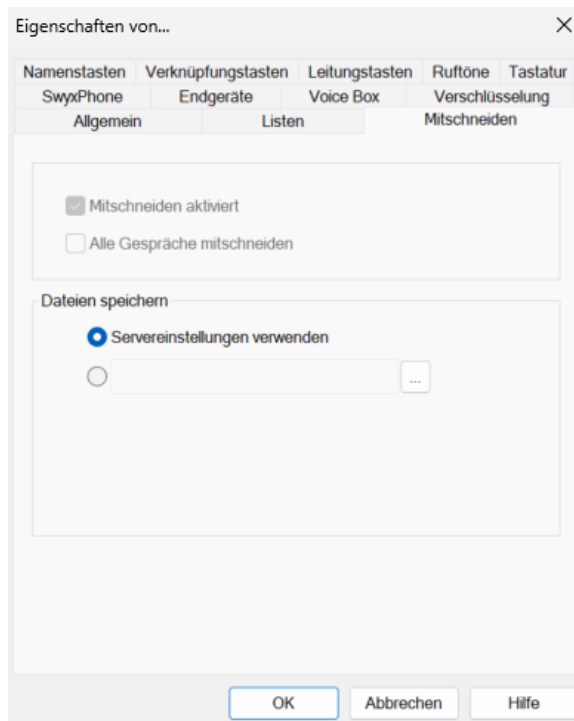 Eigenschaften von...
Namenstasten Verknüpfungstasten Leitungstasten Ruftöne Tastatur
SwyxPhone Endgeräte Voice Box Verschlüsselung
Allgemein Listen Mitschneiden
Mitschneiden aktiviert
Alle Gespräche mitschneiden
Dateien speichern
Servereinstellungen verwenden
...
OK Abbrechen Hilfe